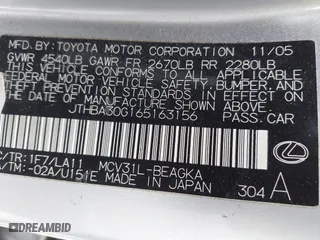 MFD. BY: TOYOTA MOTOR CORPORATION 11/05
GVWR 4540LB GAWR FR 2670LB RR 2280LB
THIS VEHICLE CONFORMS TO ALL APPLICABLE
FEDERAL MOTOR VEHICLE SAFETY, BUMPER, AND
THEFT PREVENTION STANDARDS IN EFFECT ON
THE DATE OF MANUFACTURE SHOWN ABOVE.
JTHBA30G165163156 PASS.CAR
C/TR:1F7/LA11 MCV31L-BEAGKA
A/TM:-02A/U151E MADE IN JAPAN 304 A
LEXUS
RIDESAFELY